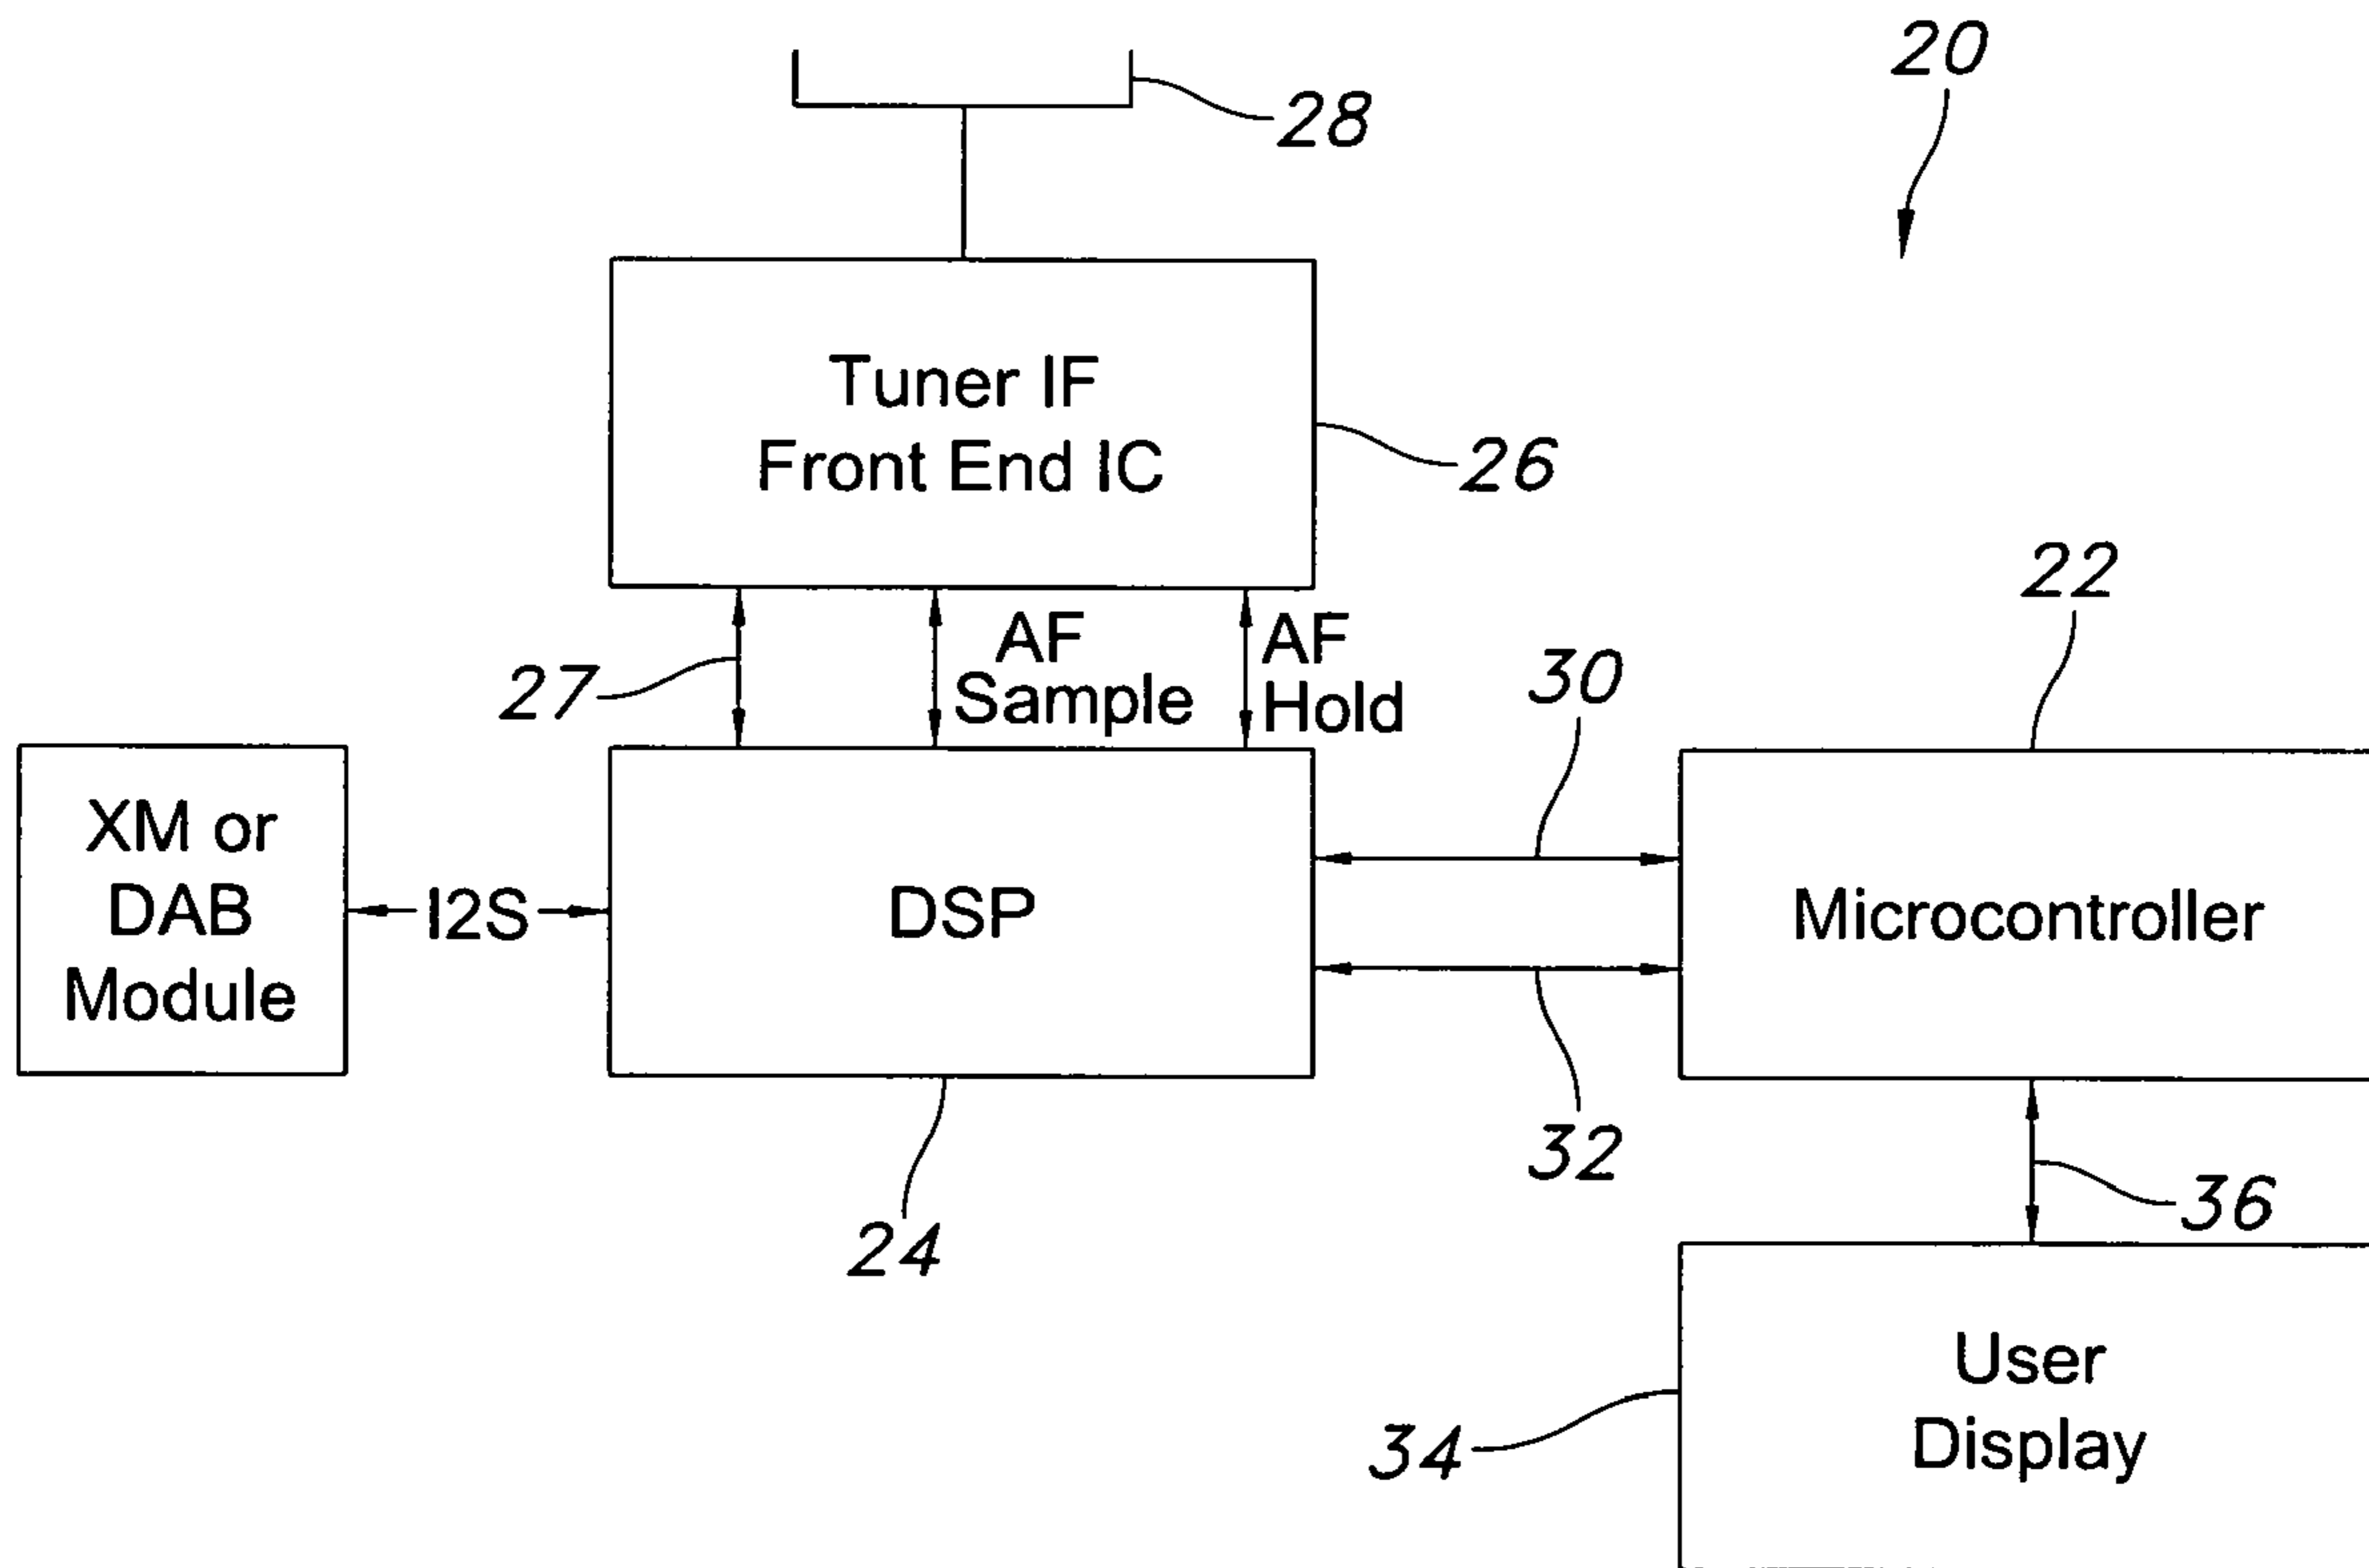 20
28
Tuner IF
Front End IC
26
22
27
AF
Sample
AF
Hold
30
XM or
DAB
Module
I2S
DSP
Microcontroller
32
24
36
User
Display
34